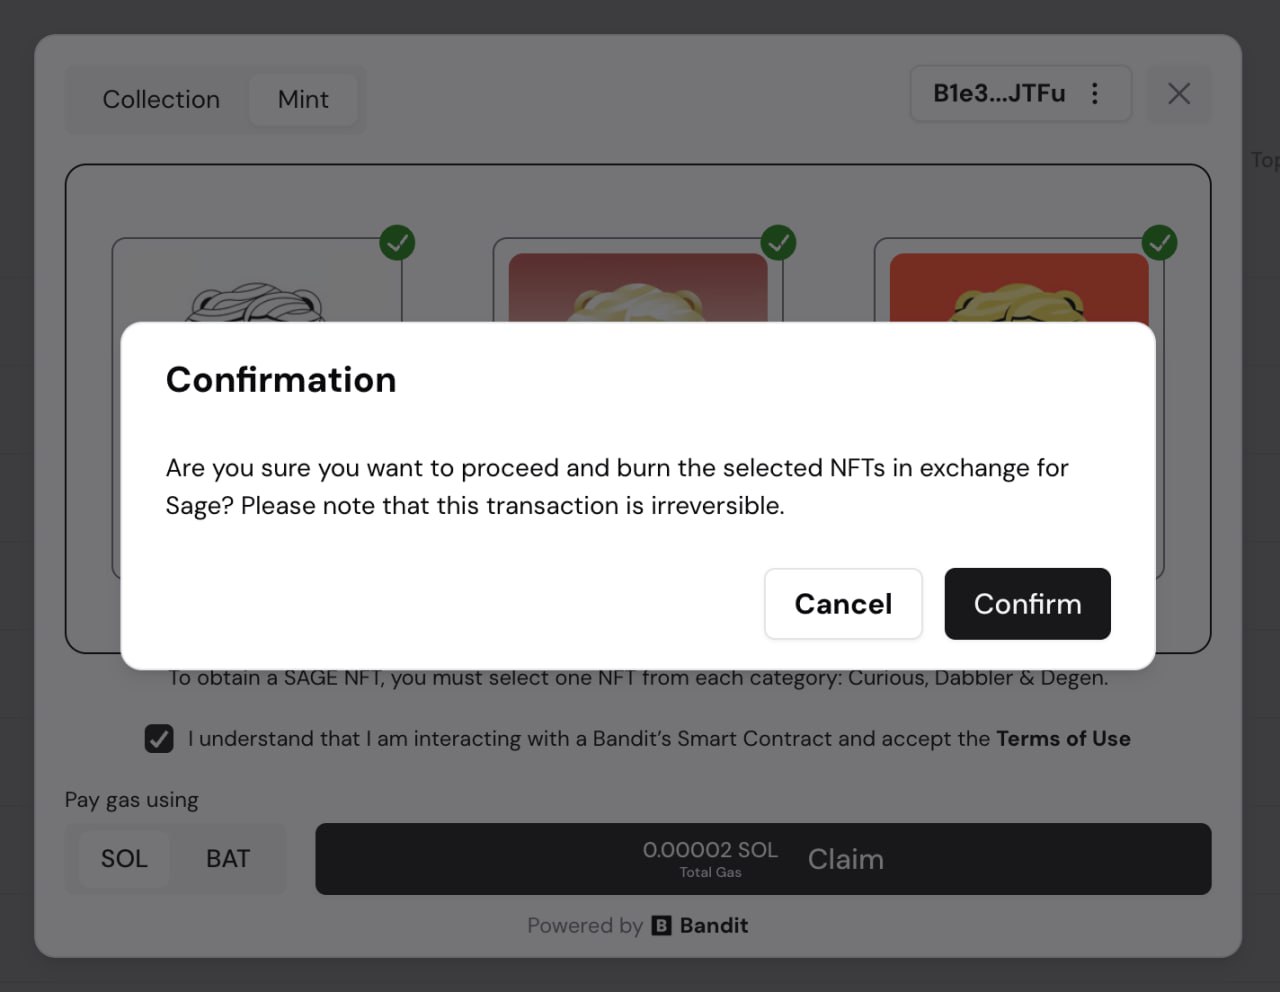 Collection
Mint
B1e3...JTFu
Confirmation
Are you sure you want to proceed and burn the selected NFTs in exchange for
Sage? Please note that this transaction is irreversible.
Cancel
Confirm
To obtain a SAGE NFT, you must select one NFT from each category: Curious, Dabbler & Degen.
I understand that I am interacting with a Bandit’s Smart Contract and accept the Terms of Use
Pay gas using
SOL
BAT
0.00002 SOL
Total Gas
Claim
Powered by B Bandit